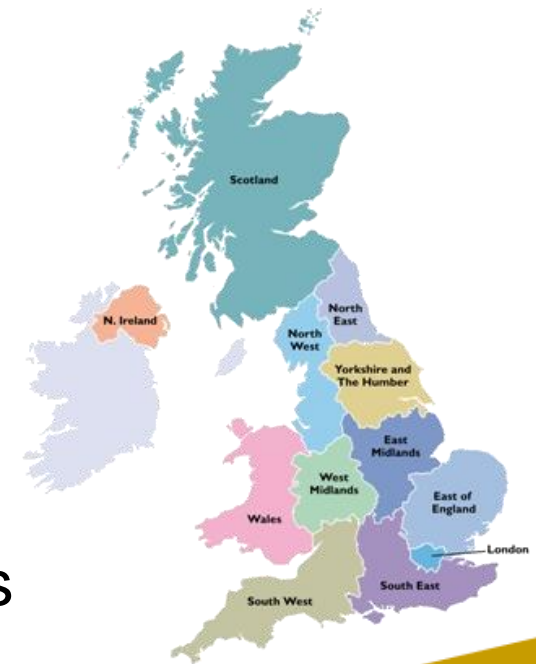 Scotland
N. Ireland
North
East
North
West
Yorkshire and
The Humber
East
Midlands
West
Midlands
East of
England
Wales
London
South East
South West
s